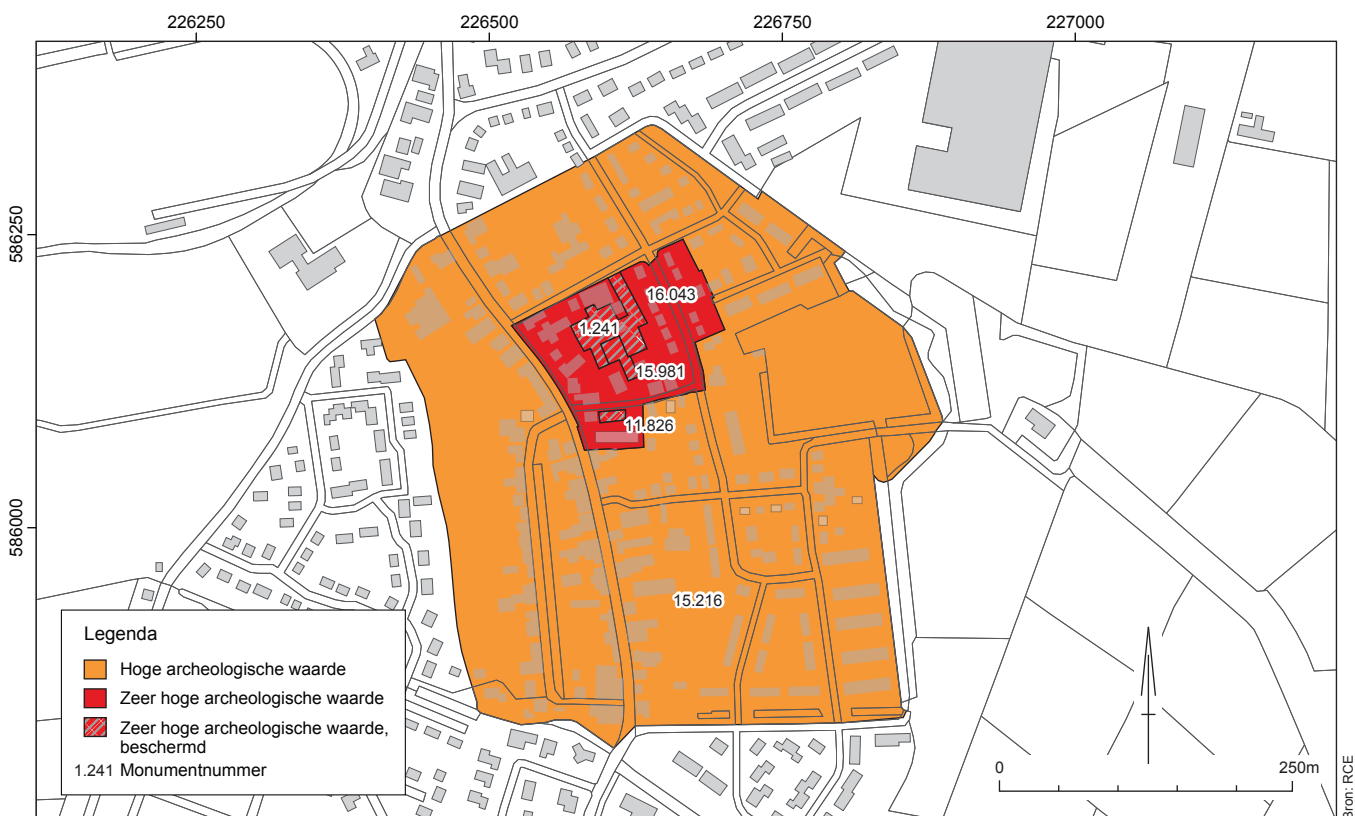 226250
226500
226750
227000
586250
586000
16.043
1.241
15.981
11.826
15.216
Legenda
Hoge archeologische waarde
Zeer hoge archeologische waarde
Zeer hoge archeologische waarde,
beschermd
1.241 Monumentnummer
0
250m
Bron: RCE